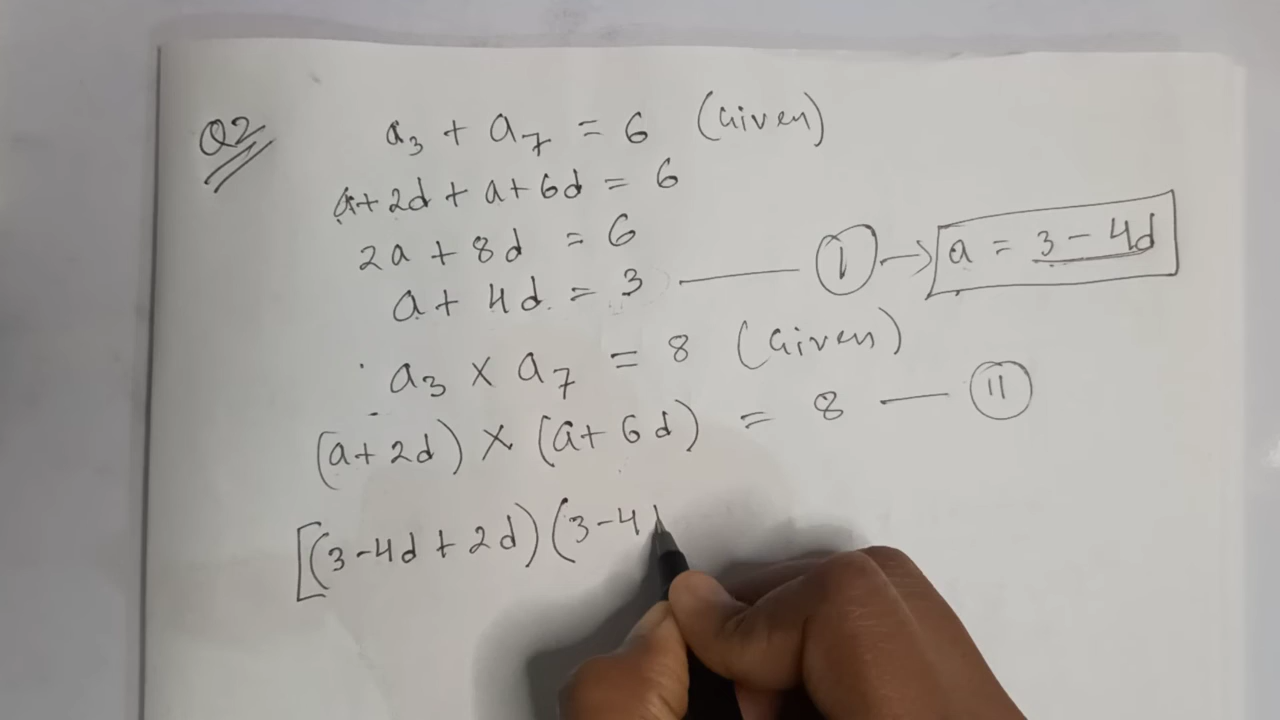 Q2
a₃ + a₇ = 6 (Given)
a + 2d + a + 6d = 6
2a + 8d = 6
a + 4d = 3 —— (I) → a = 3 - 4d
a₃ × a₇ = 8 (Given)
(a + 2d) × (a + 6d) = 8 — (II)
[(3 - 4d + 2d) (3 - 4